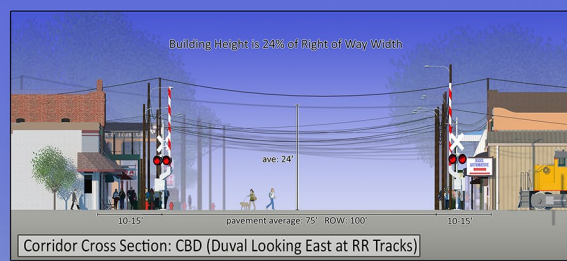 Building Height is 24% of Right of Way Width
ave: 24'
10-15'
pavement average: 75' ROW: 100'
10-15'
Corridor Cross Section: CBD (Duval Looking East at RR Tracks)